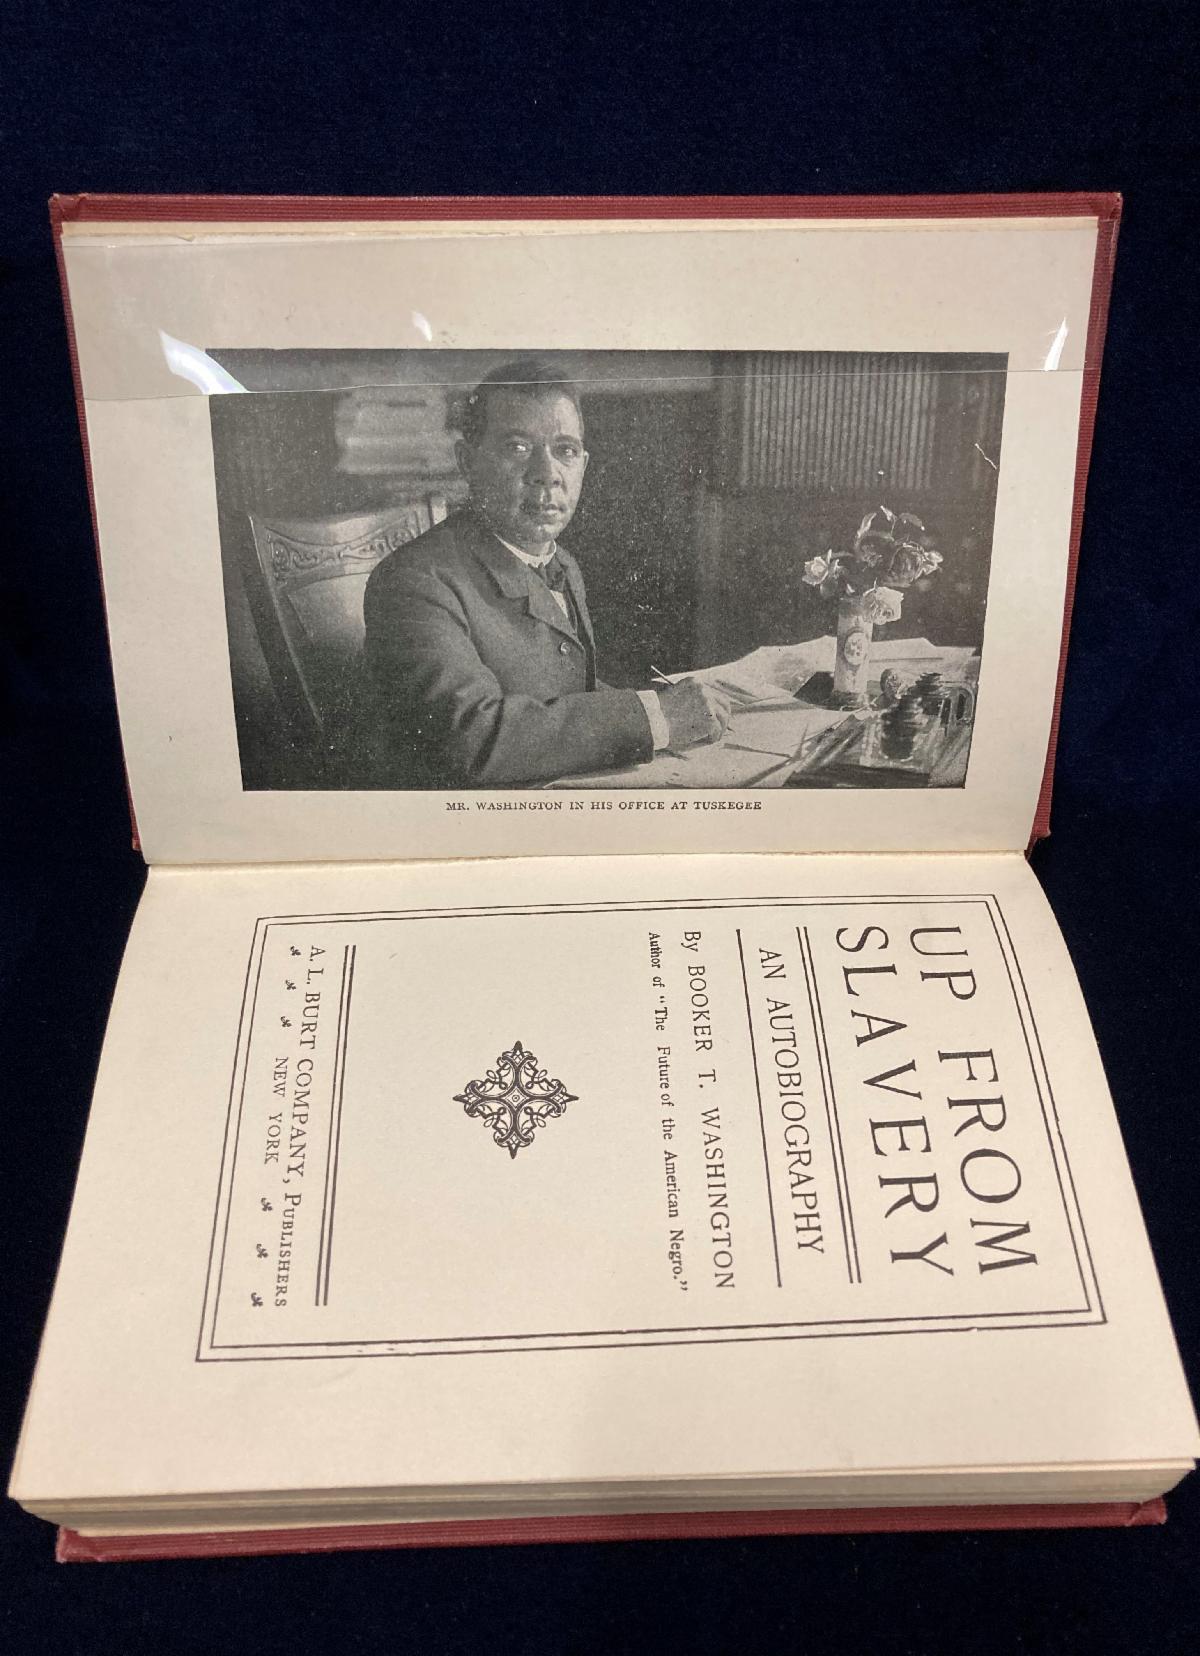 MR. WASHINGTON IN HIS OFFICE AT TUSKEGEE
UP FROM
SLAVERY
AN AUTOBIOGRAPHY
By BOOKER T. WASHINGTON
Author of "The Future of the American Negro."
A. L. BURT COMPANY, PUBLISHERS
NEW YORK